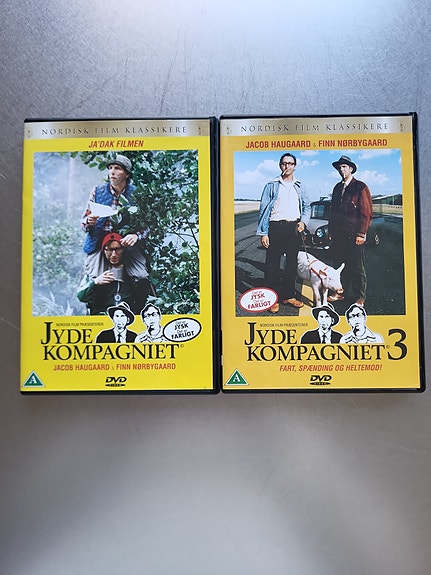 NORDISK FILM KLASSIKERE
JA'DAK FILMEN
NORDISK FILM PRÆSENTERER
JYDE
KOMPAGNIET©
JYSK
FARLIGT
JACOB HAUGAARD & FINN NØRBYGAARD
A
DVD
VIDEO
NORDISK FILM KLASSIKERE
JACOB HAUGAARD & FINN NØRBYGAARD
JYSK
FARLIGT
NORDISK FILM PRÆSENTERER
JYDE
KOMPAGNIET© 3
FART, SPÆNDING OG HELTEMOD!
A
DVD
VIDEO